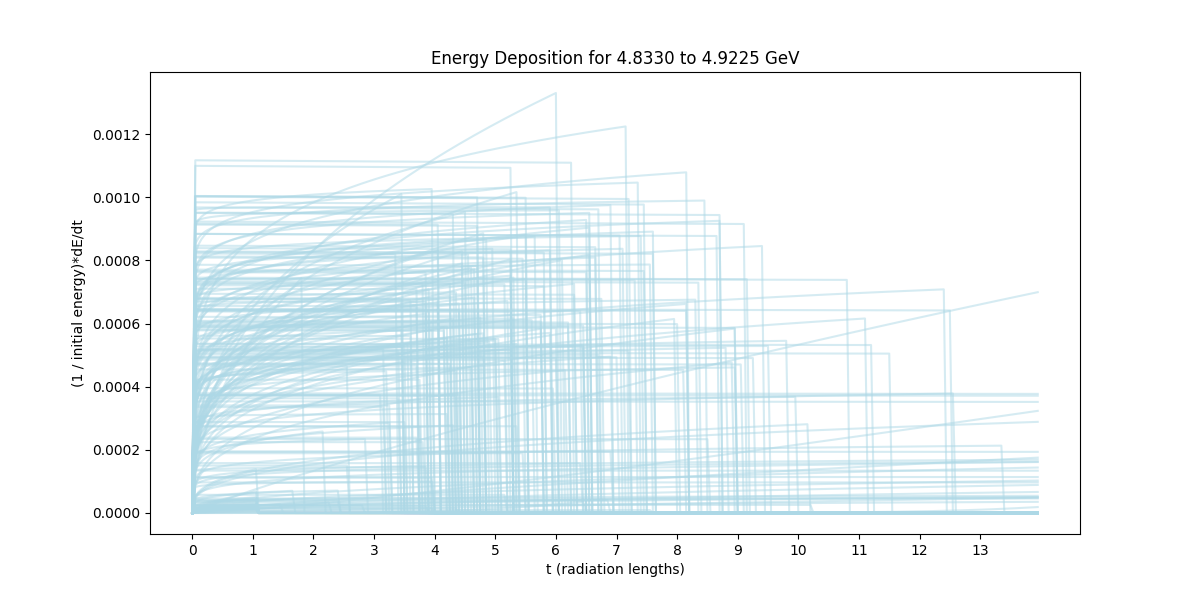 Energy Deposition for 4.8330 to 4.9225 GeV
(1 / initial energy)*dE/dt
0.0012
0.0010
0.0008
0.0006
0.0004
0.0002
0.0000
0 1 2 3 4 5 6 7 8 9 10 11 12 13
t (radiation lengths)